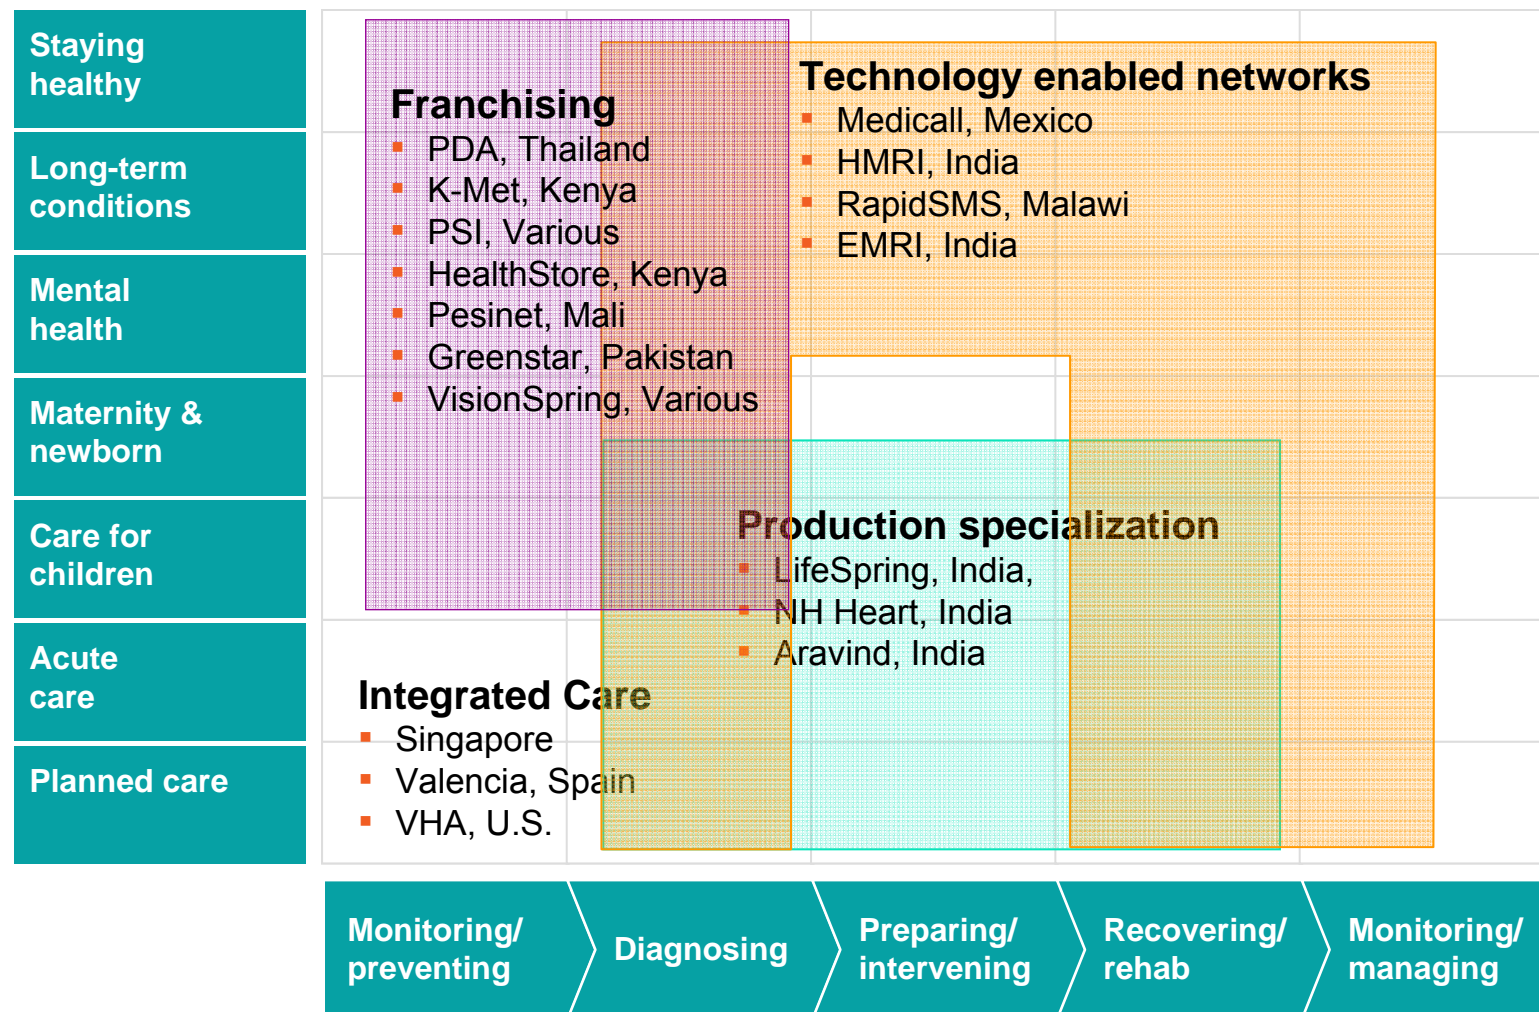 Staying
healthy
Long-term
conditions
Mental
health
Maternity &
newborn
Care for
children
Acute
care
Planned care
Franchising
PDA, Thailand
K-Met, Kenya
PSI, Various
HealthStore, Kenya
Pesinet, Mali
Greenstar, Pakistan
VisionSpring, Various
Technology enabled networks
Medicall, Mexico
HMRI, India
RapidSMS, Malawi
EMRI, India
Production specialization
LifeSpring, India,
NH Heart, India
Aravind, India
Integrated Care
Singapore
Valencia, Spain
VHA, U.S.
Monitoring/
preventing
Diagnosing
Preparing/
intervening
Recovering/
rehab
Monitoring/
managing